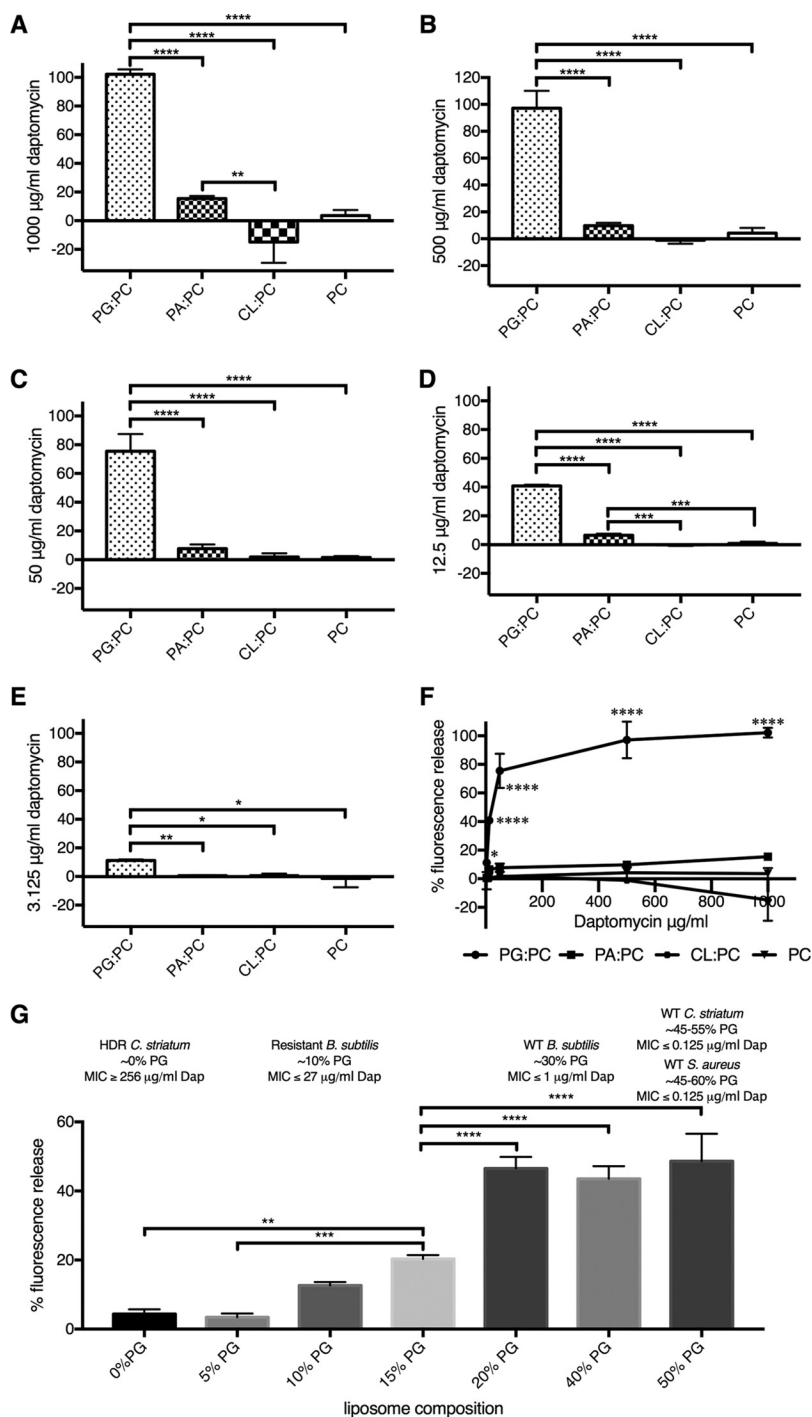 A
****
****
****
**
100
80
60
40
20
0
-20
1000 µg/ml daptomycin
PG:PC
PA:PC
CL:PC
PC
B
****
****
****
120
100
80
60
40
20
0
-20
500 µg/ml daptomycin
PG:PC
PA:PC
CL:PC
PC
C
****
****
****
100
80
60
40
20
0
-20
50 µg/ml daptomycin
PG:PC
PA:PC
CL:PC
PC
D
****
****
****
***
***
100
80
60
40
20
0
-20
12.5 µg/ml daptomycin
PG:PC
PA:PC
CL:PC
PC
E
*
*
**
100
80
60
40
20
0
-20
3.125 µg/ml daptomycin
PG:PC
PA:PC
CL:PC
PC
F
****
****
****
****
*
100
80
60
40
20
0
-20
% fluorescence release
200
400
600
800
1000
Daptomycin µg/ml
PG:PC
PA:PC
CL:PC
PC
G
HDR C. striatum
~0% PG
MIC ≥ 256 µg/ml Dap
Resistant B. subtilis
~10% PG
MIC ≤ 27 µg/ml Dap
WT B. subtilis
~30% PG
MIC ≤ 1 µg/ml Dap
WT C. striatum
~45-55% PG
MIC ≤ 0.125 µg/ml Dap
WT S. aureus
~45-60% PG
MIC ≤ 0.125 µg/ml Dap
****
****
****
**
***
60
40
20
0
% fluorescence release
0%PG
5% PG
10% PG
15% PG
20% PG
40% PG
50% PG
liposome composition